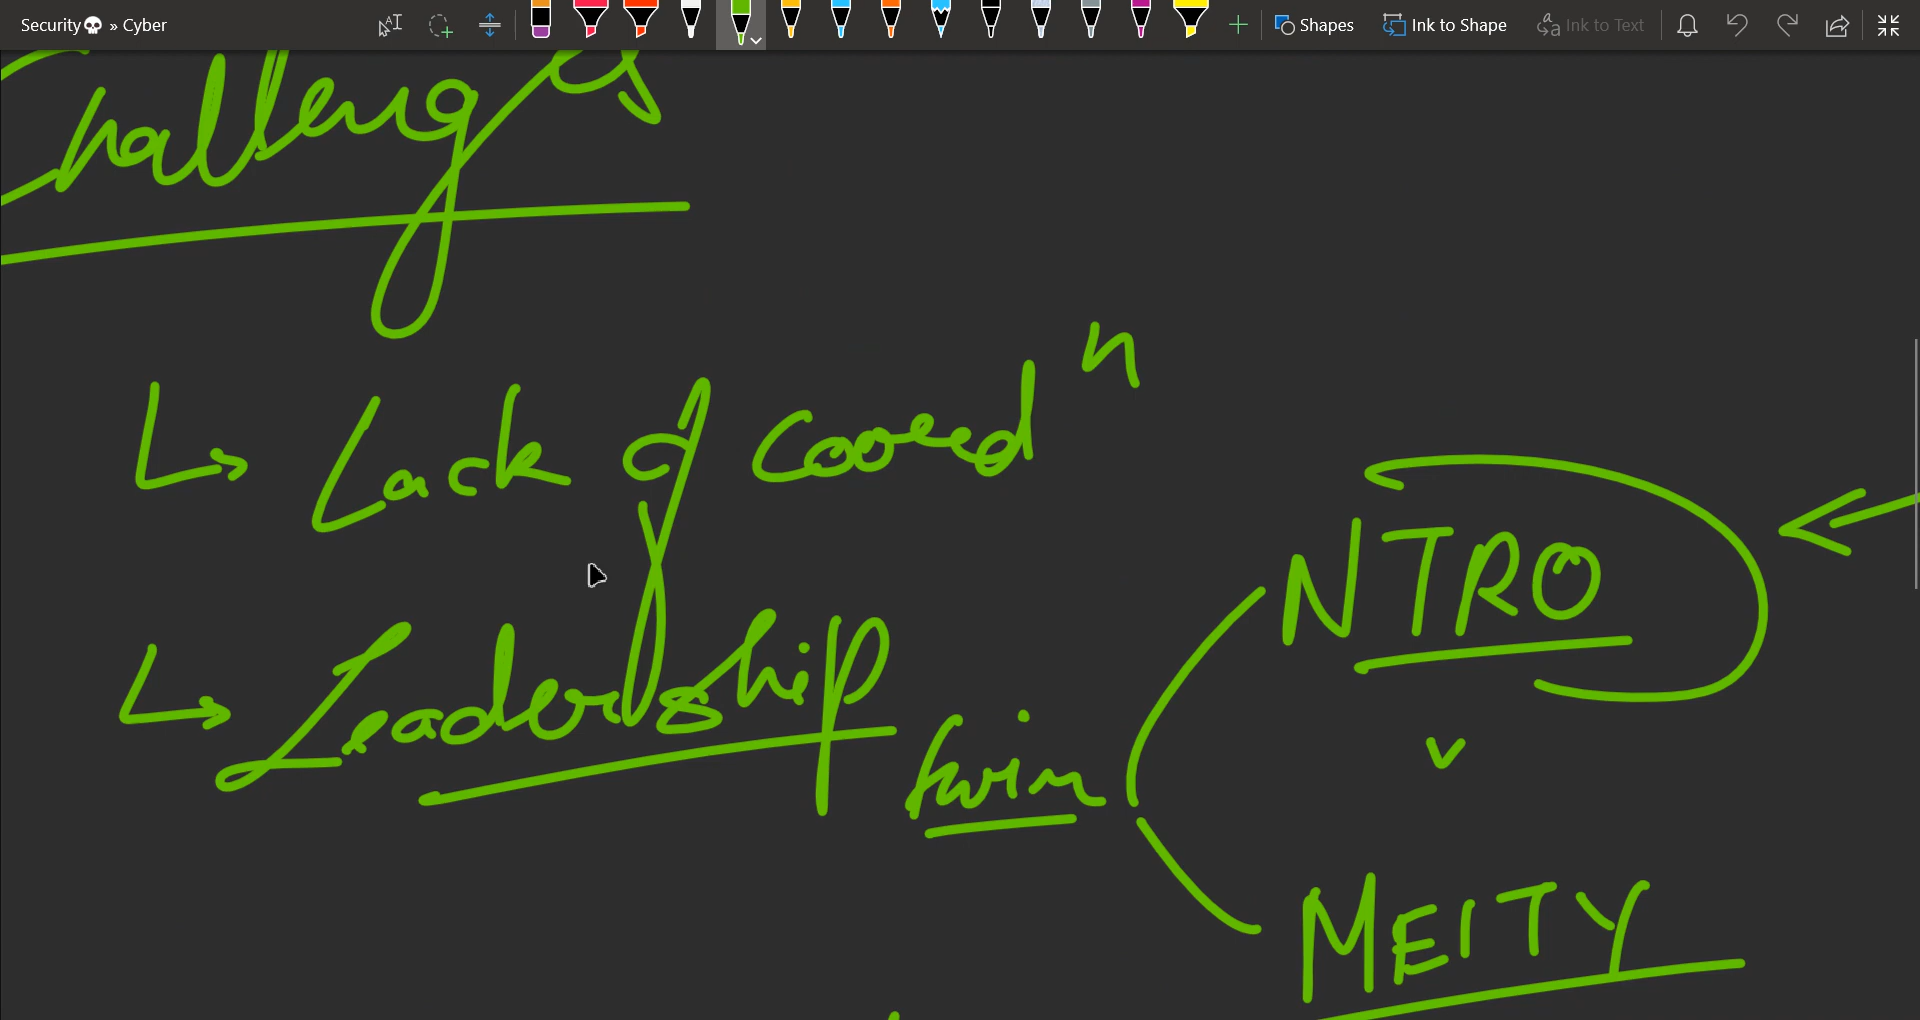 Security💀 » Cyber
Shapes
Ink to Shape
Ink to Text
Challenges
Lack of coord^n
Leadership
NTRO
v
MEITY